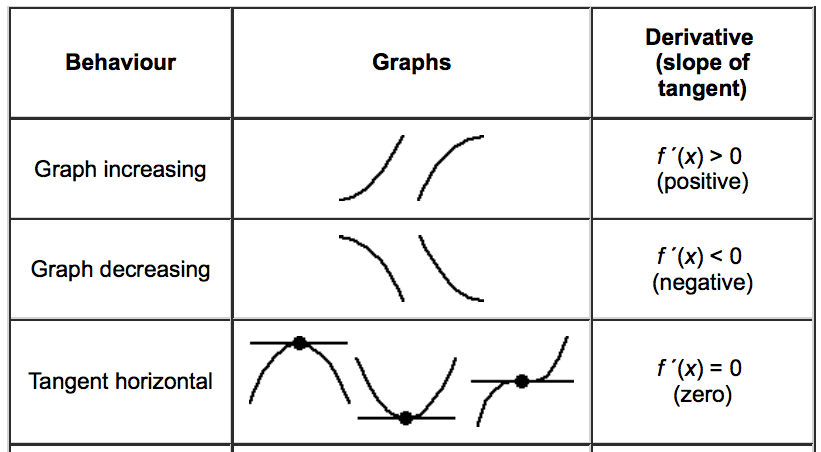 Behaviour
Graphs
Derivative
(slope of
tangent)
Graph increasing
f ´(x) > 0
(positive)
Graph decreasing
f ´(x) < 0
(negative)
Tangent horizontal
f ´(x) = 0
(zero)